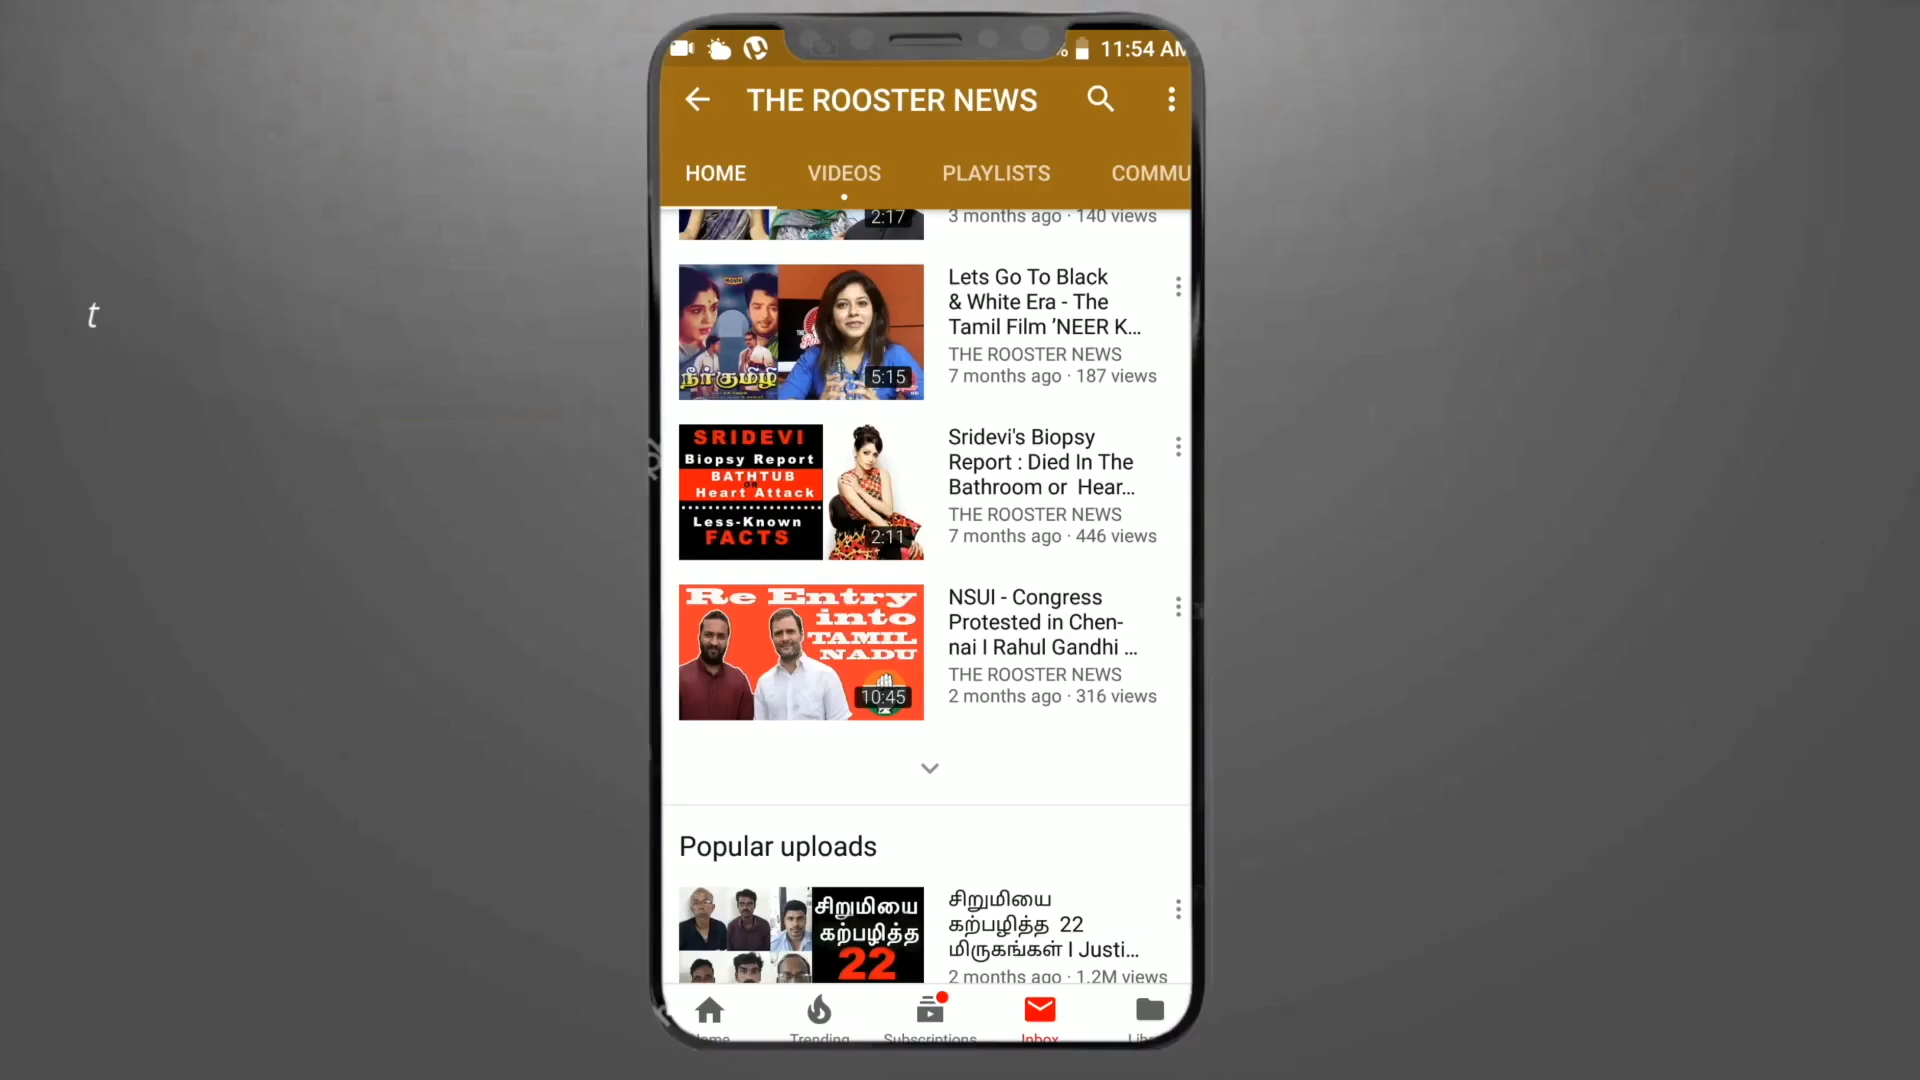 11:54 AM
THE ROOSTER NEWS
HOME VIDEOS PLAYLISTS COMMU
2:17
3 months ago · 140 views
t
MOVIE
நீர்குமிழி
5:15
Lets Go To Black
& White Era - The
Tamil Film 'NEER K...
THE ROOSTER NEWS
7 months ago · 187 views
SRIDEVI
Biopsy Report
BATHTUB
OR
Heart Attack
Less-Known
FACTS
2:11
Sridevi's Biopsy
Report : Died In The
Bathroom or Hear...
THE ROOSTER NEWS
7 months ago · 446 views
Re Entry
into
TAMIL
NADU
10:45
NSUI - Congress
Protested in Chen-
nai I Rahul Gandhi ...
THE ROOSTER NEWS
2 months ago · 316 views
Popular uploads
சிறுமியை
கற்பழித்த
22
சிறுமியை
கற்பழித்த 22
மிருகங்கள் I Justi...
2 months ago · 1.2M views
Trending Subscriptions Inbox